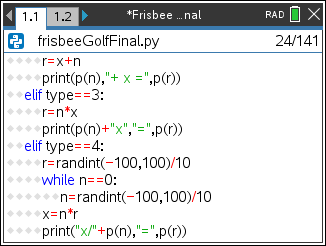 1.1 1.2 *Frisbee ...nal RAD
frisbeeGolfFinal.py 24/141
r=x+n
print(p(n),"+ x =",p(r))
elif type==3:
r=n*x
print(p(n)+"x","=",p(r))
elif type==4:
r=randint(−100,100)/10
while n==0:
n=randint(−100,100)/10
x=n*r
print("x/"+p(n),"=",p(r))